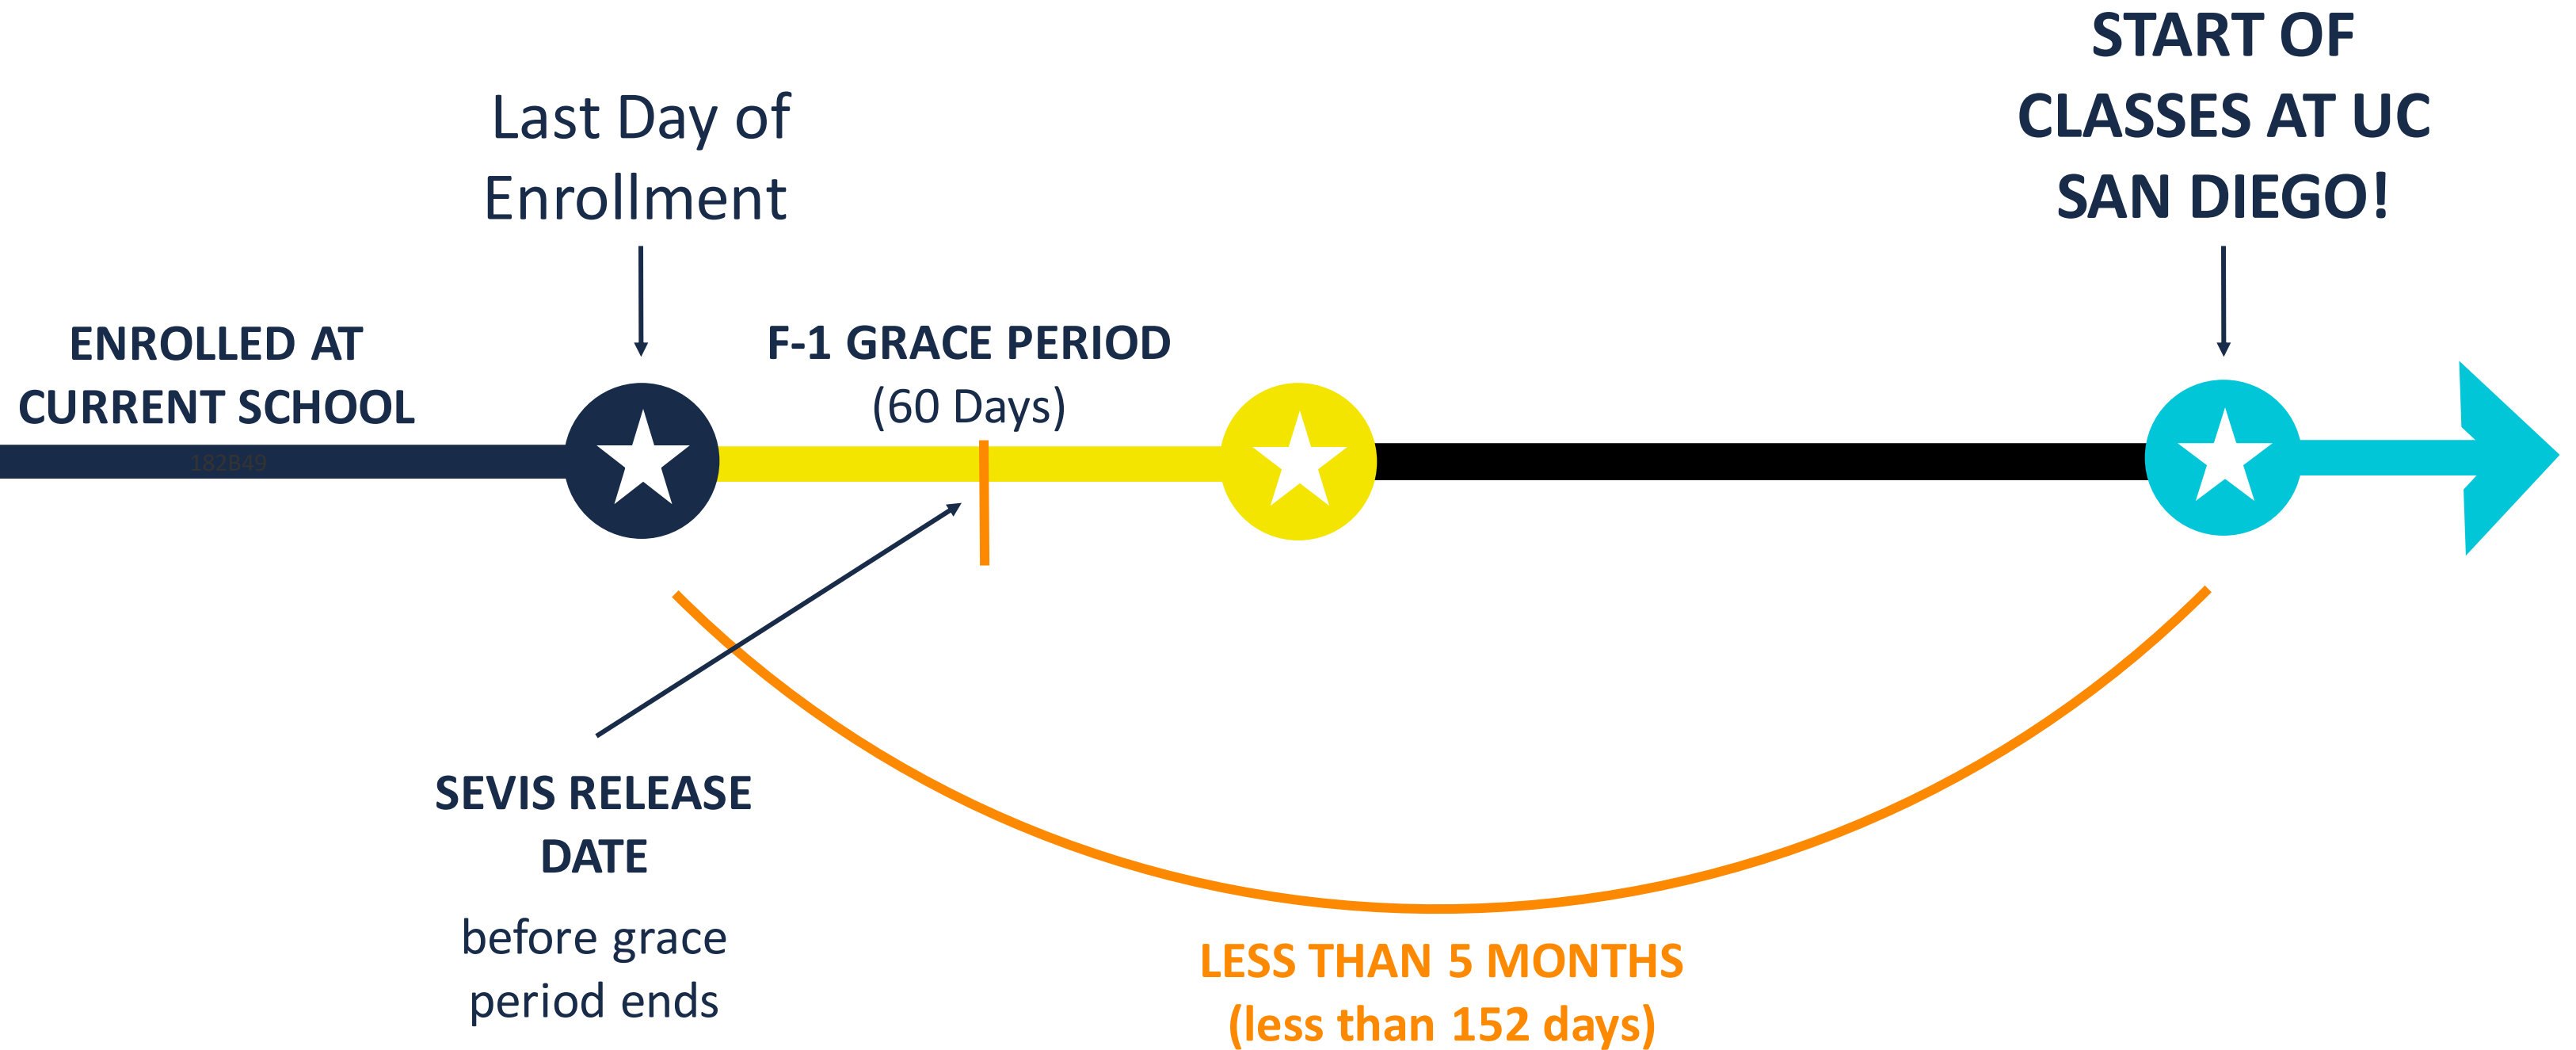 START OF
CLASSES AT UC
SAN DIEGO!
Last Day of
Enrollment
ENROLLED AT
CURRENT SCHOOL
F-1 GRACE PERIOD
(60 Days)
182B49
SEVIS RELEASE
DATE
before grace
period ends
LESS THAN 5 MONTHS
(less than 152 days)